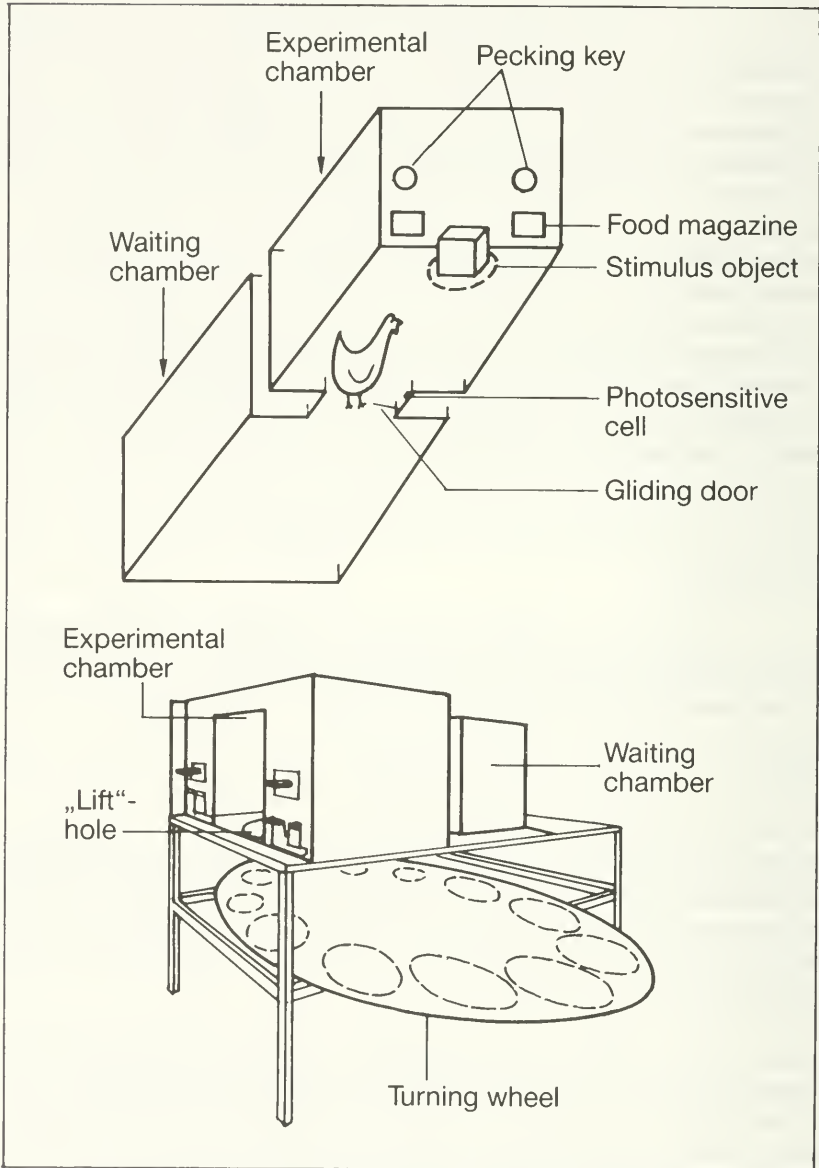 Experimental
chamber
Pecking key
Waiting
chamber
Food magazine
Stimulus object
Photosensitive
cell
Gliding door
Experimental
chamber
Waiting
chamber
„Lift“-
hole
Turning wheel